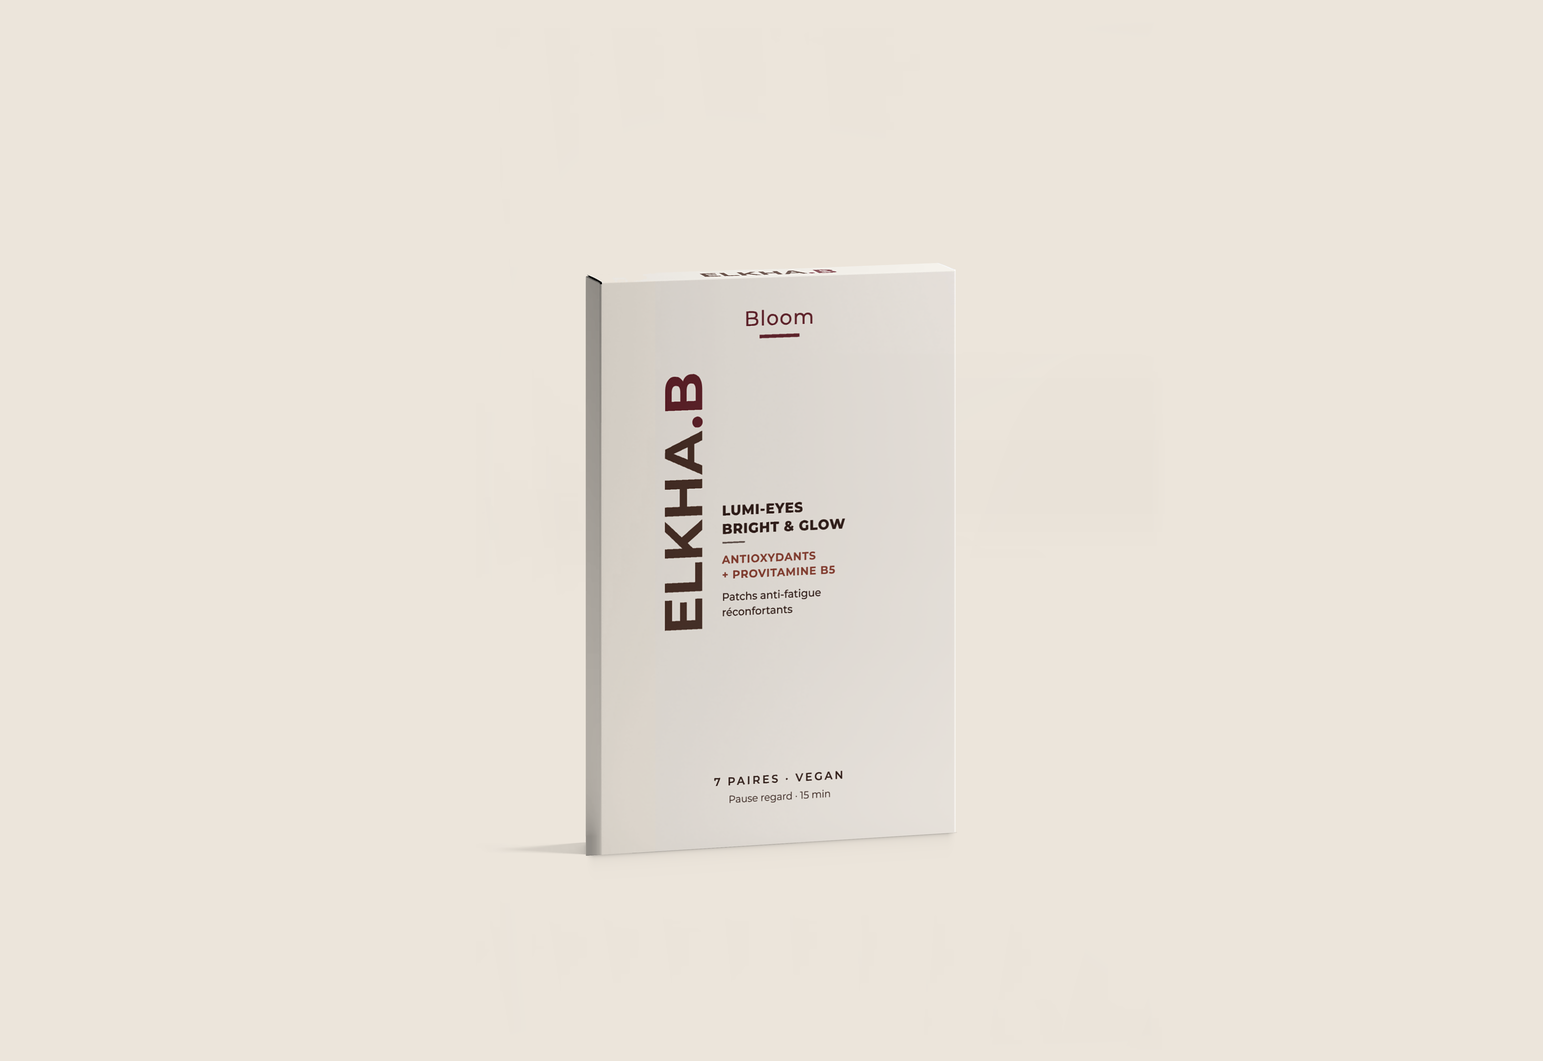 ELKHA.B
Bloom
ELKHA.B
LUMI-EYES
BRIGHT & GLOW
ANTIOXYDANTS
+ PROVITAMINE B5
Patchs anti-fatigue
réconfortants
7 PAIRES · VEGAN
Pause regard · 15 min